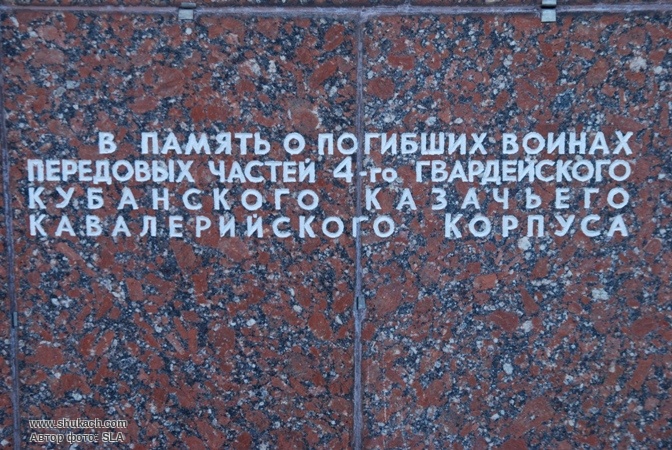 В ПАМЯТЬ О ПОГИБШИХ ВОИНАХ
ПЕРЕДОВЫХ ЧАСТЕЙ 4-го ГВАРДЕЙСКОГО
КУБАНСКОГО КАЗАЧЬЕГО
КАВАЛЕРИЙСКОГО КОРПУСА
www.shukach.com
Автор фото: SLA